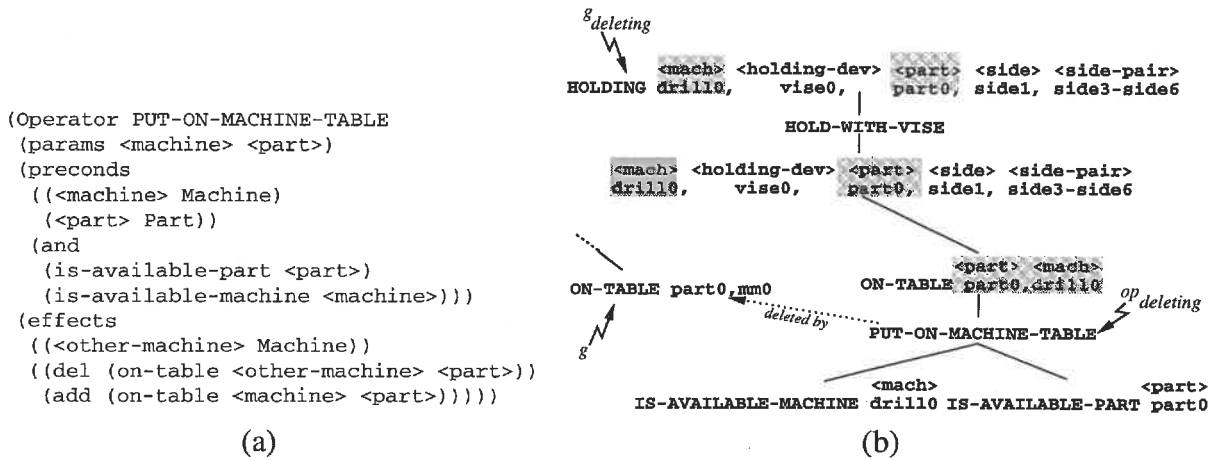 (Operator PUT-ON-MACHINE-TABLE
(params <machine> <part>)
(preconds
((<machine> Machine)
(<part> Part))
(and
(is-available-part <part>)
(is-available-machine <machine>)))
(effects
((<other-machine> Machine))
((del (on-table <other-machine> <part>))
(add (on-table <machine> <part>)))))
(a)
g deleting
<mach> <holding-dev> <part> <side> <side-pair>
HOLDING drill0, vise0, part0, side1, side3-side6
HOLD-WITH-VISE
<mach> <holding-dev> <part> <side> <side-pair>
drill0, vise0, part0, side1, side3-side6
<part> <mach>
ON-TABLE part0,mm0 ON-TABLE part0,drill0
op deleting
deleted by
g
PUT-ON-MACHINE-TABLE
<mach> <part>
IS-AVAILABLE-MACHINE drill0 IS-AVAILABLE-PART part0
(b)